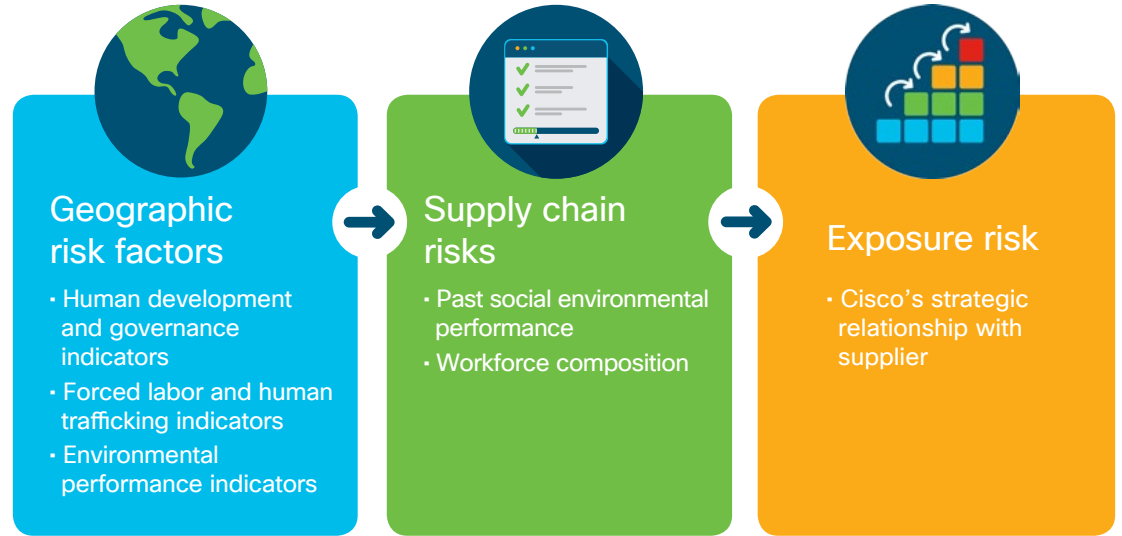 Geographic
risk factors
· Human development
and governance
indicators
· Forced labor and human
trafficking indicators
· Environmental
performance indicators
Supply chain
risks
· Past social environmental
performance
· Workforce composition
Exposure risk
· Cisco’s strategic
relationship with
supplier